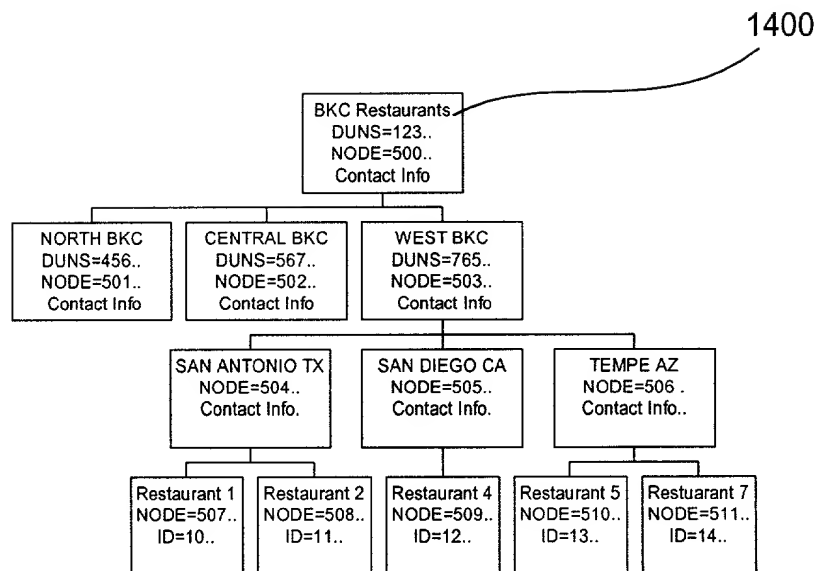 1400
BKC Restaurants
DUNS=123..
NODE=500..
Contact Info
NORTH BKC
DUNS=456..
NODE=501..
Contact Info
CENTRAL BKC
DUNS=567..
NODE=502..
Contact Info
WEST BKC
DUNS=765..
NODE=503..
Contact Info
SAN ANTONIO TX
NODE=504..
Contact Info.
SAN DIEGO CA
NODE=505..
Contact Info.
TEMPE AZ
NODE=506 .
Contact Info..
Restaurant 1
NODE=507..
ID=10..
Restaurant 2
NODE=508..
ID=11..
Restaurant 4
NODE=509..
ID=12..
Restaurant 5
NODE=510..
ID=13..
Restuarant 7
NODE=511..
ID=14..